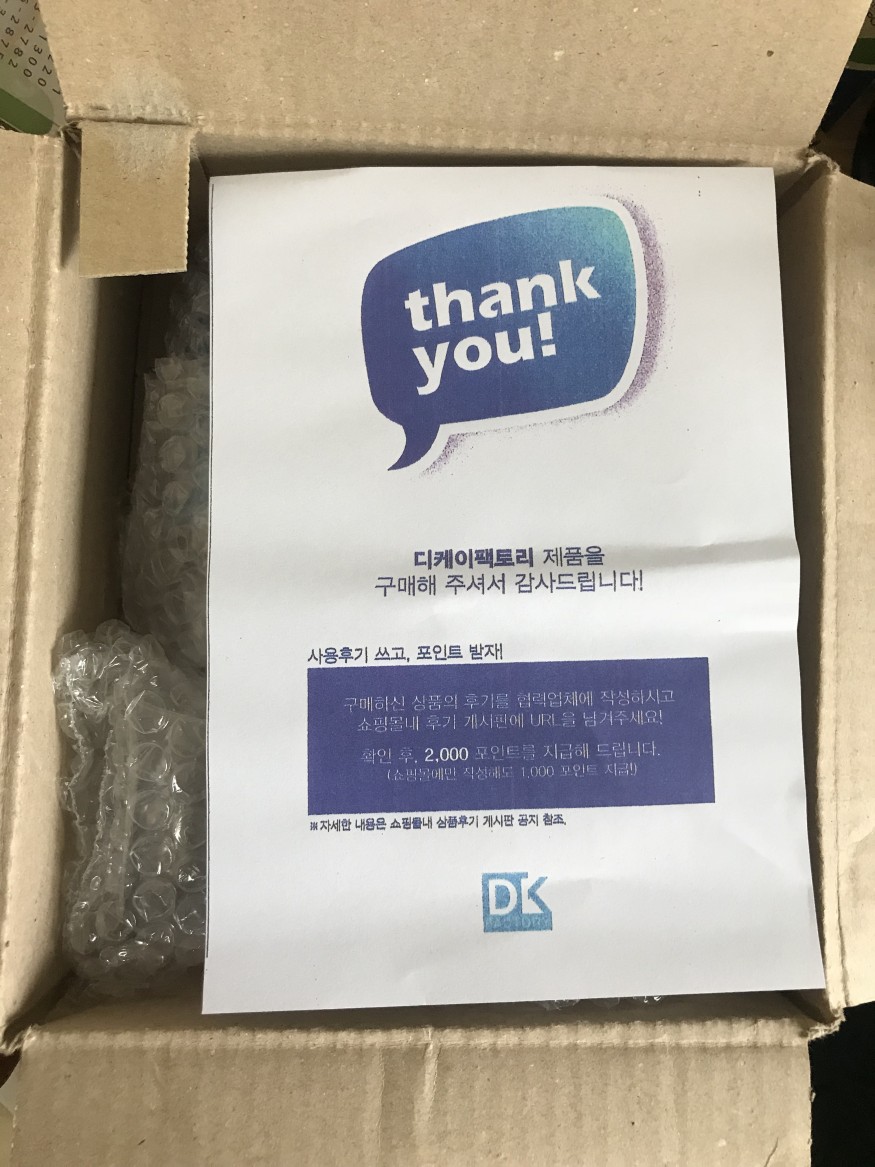 thank
you!
디케이팩토리 제품을
구매해 주셔서 감사드립니다!
사용후기 쓰고, 포인트 받자!
구매하신 상품의 후기를 협력업체에 작성하시고
쇼핑몰내 후기 게시판에 URL을 남겨주세요!
확인 후, 2,000 포인트를 지급해 드립니다.
(쇼핑몰에만 작성해도 1,000 포인트 지급!)
※ 자세한 내용은 쇼핑몰내 상품후기 게시판 공지 참조.
DK
FACTORY